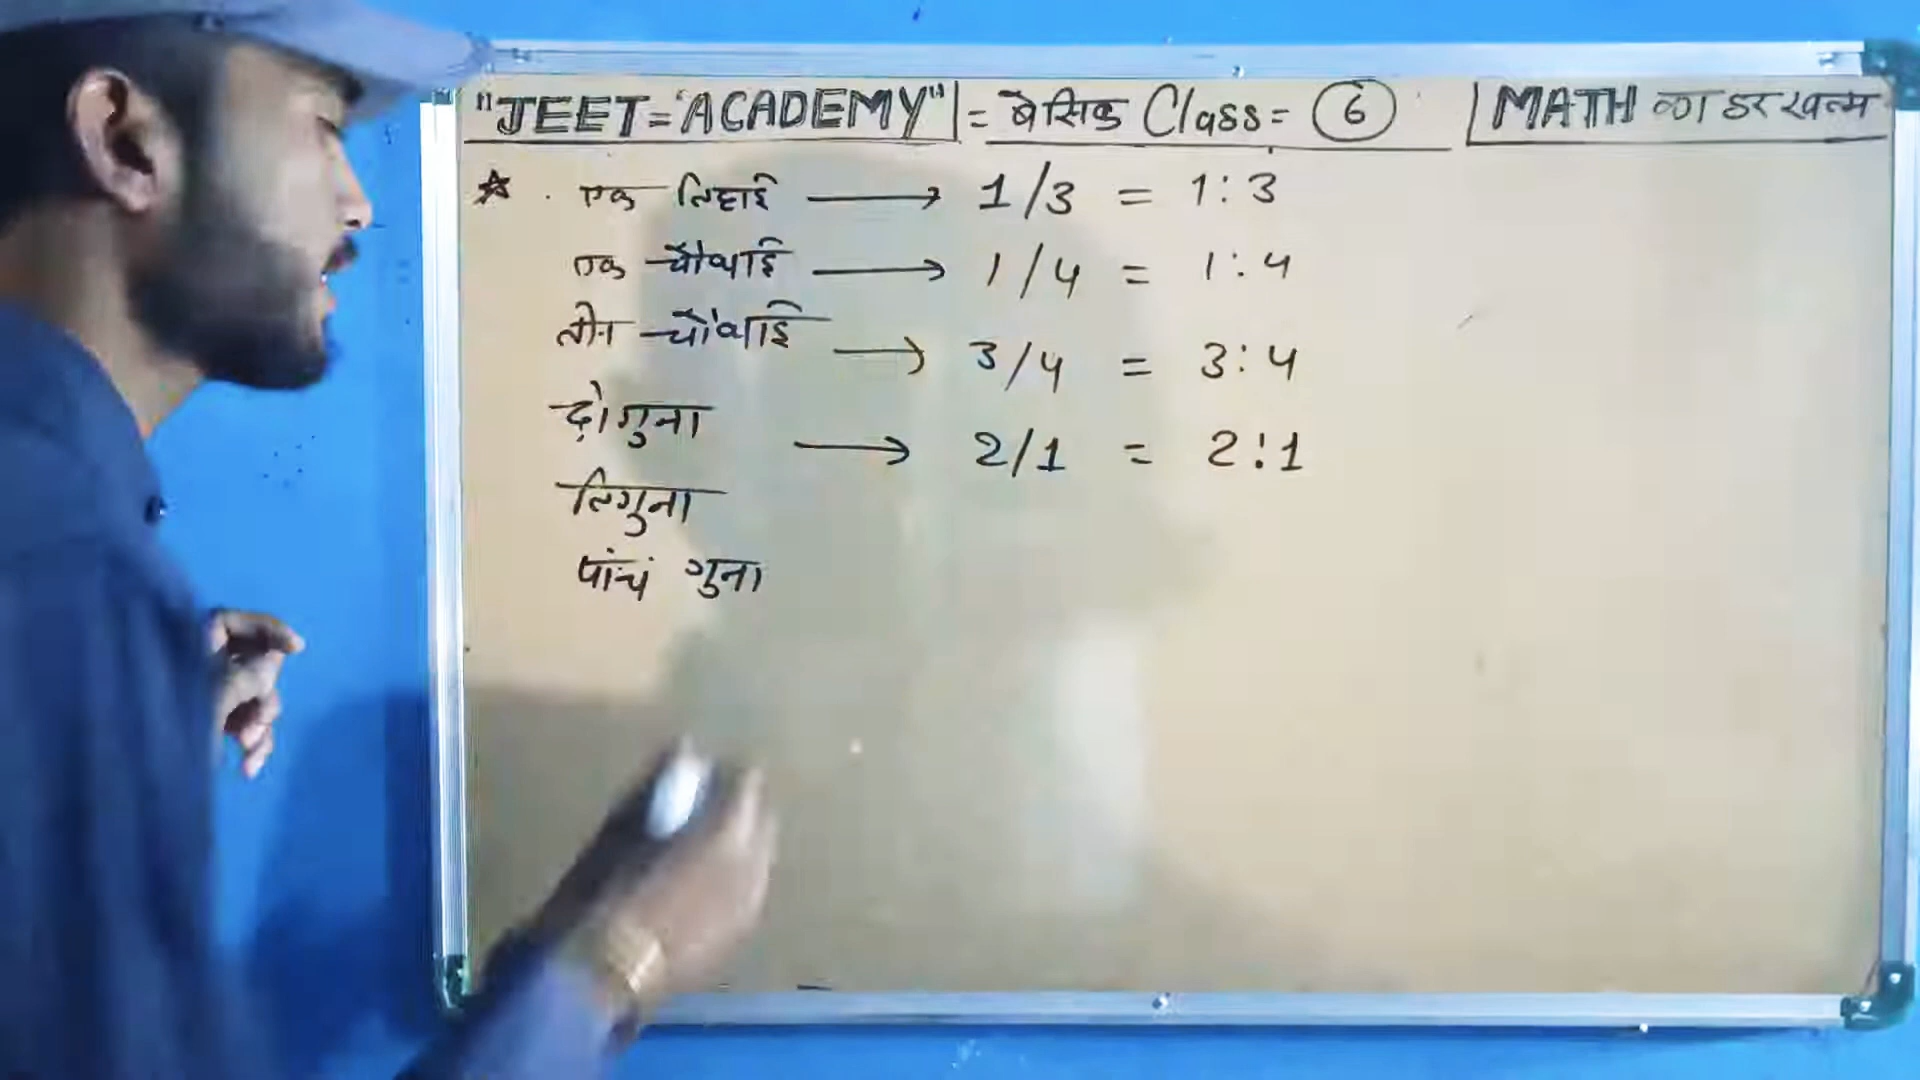 "JEET = ACADEMY" = बेसिक Class = 6 MATH का डर खत्म
एक तिहाई → 1/3 = 1:3
एक चौथाई → 1/4 = 1:4
तीन चौथाई → 3/4 = 3:4
दोगुना → 2/1 = 2:1
तिगुना
पांचं गुना